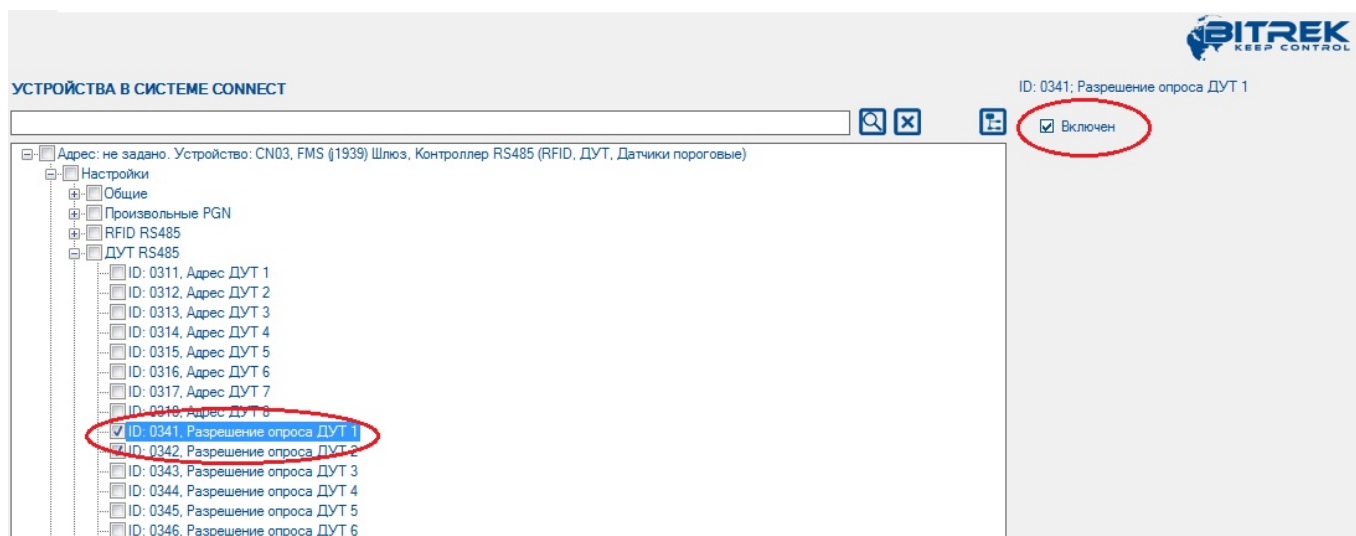 BITREK
KEEP CONTROL
УСТРОЙСТВА В СИСТЕМЕ CONNECT
ID: 0341; Разрешение опроса ДУТ 1
Включен
Адрес: не задано. Устройство: CN03, FMS (j1939) Шлюз, Контроллер RS485 (RFID, ДУТ, Датчики пороговые)
Настройки
Общие
Произвольные PGN
RFID RS485
ДУТ RS485
ID: 0311, Адрес ДУТ 1
ID: 0312, Адрес ДУТ 2
ID: 0313, Адрес ДУТ 3
ID: 0314, Адрес ДУТ 4
ID: 0315, Адрес ДУТ 5
ID: 0316, Адрес ДУТ 6
ID: 0317, Адрес ДУТ 7
ID: 0318, Адрес ДУТ 8
ID: 0341, Разрешение опроса ДУТ 1
ID: 0342, Разрешение опроса ДУТ 2
ID: 0343, Разрешение опроса ДУТ 3
ID: 0344, Разрешение опроса ДУТ 4
ID: 0345, Разрешение опроса ДУТ 5
ID: 0346, Разрешение опроса ДУТ 6